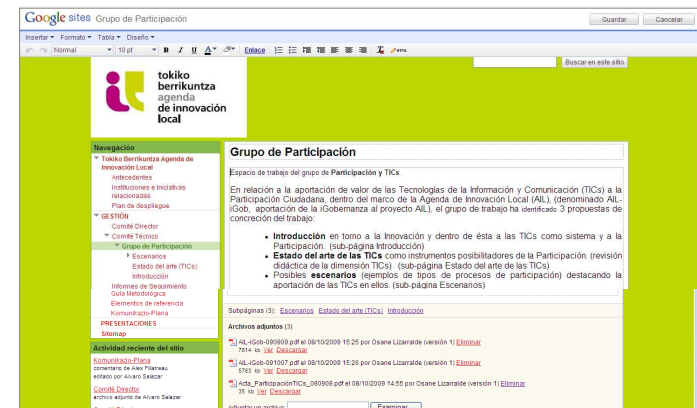 Google sites Grupo de Participación
Guardar Cancelar
Insertar Formato Tabla Diseño
Normal 10 pt B I U A Enlace HTML
Buscar en este sitio
tokiko
berrikuntza
agenda
de innovación
local
Navegación
Tokiko Berrikuntza Agenda de
Innovación Local
Antecedentes
Instituciones e Iniciativas
relacionadas
Plan de despliegue
GESTIÓN
Comité Director
Comité Técnico
Grupo de Participación
Escenarios
Estado del arte (TICs)
Introducción
Informes de Seguimiento
Guía Metodológica
Elementos de referencia
Komunikazio-Plana
PRESENTACIONES
Sitemap
Actividad reciente del sitio
Komunikazio-Plana
comentario de Alex Filatreau
editado por Alvaro Salazar
Comité Director
archivo adjunto de Alvaro Salazar
Grupo de Participación
Espacio de trabajo del grupo de Participación y TICs.
En relación a la aportación de valor de las Tecnologías de la Información y Comunicación (TICs) a la
Participación Ciudadana, dentro del marco de la Agenda de Innovación Local (AIL), (denominado AIL-
iGob, aportación de la iGobernanza al proyecto AIL), el grupo de trabajo ha identificado 3 propuestas de
concreción del trabajo:
• Introducción en torno a la Innovación y dentro de ésta a las TICs como sistema y a la
Participación. (sub-página Introducción)
• Estado del arte de las TICs como instrumentos posibilitadores de la Participación. (revisión
didáctica de la dimensión TICs) (sub-página Estado del arte de las TICs)
• Posibles escenarios (ejemplos de tipos de procesos de participación) destacando la
aportación de las TICs en ellos. (sub-página Escenarios)
Subpáginas (3): Escenarios Estado del arte (TICs) Introducción
Archivos adjuntos (3)
AIL-iGob-090909.pdf el 08/10/2009 15:25 por Osane Lizarralde (versión 1) Eliminar
7814 kb Ver Descargar
AIL-iGob-091007.pdf el 08/10/2009 15:26 por Osane Lizarralde (versión 1) Eliminar
5763 kb Ver Descargar
Acta_ParticipaciónTICs_090909.pdf el 08/10/2009 14:55 por Osane Lizarralde (versión 1) Eliminar
35 kb Ver Descargar
Adjuntar un archivo: Examinar...